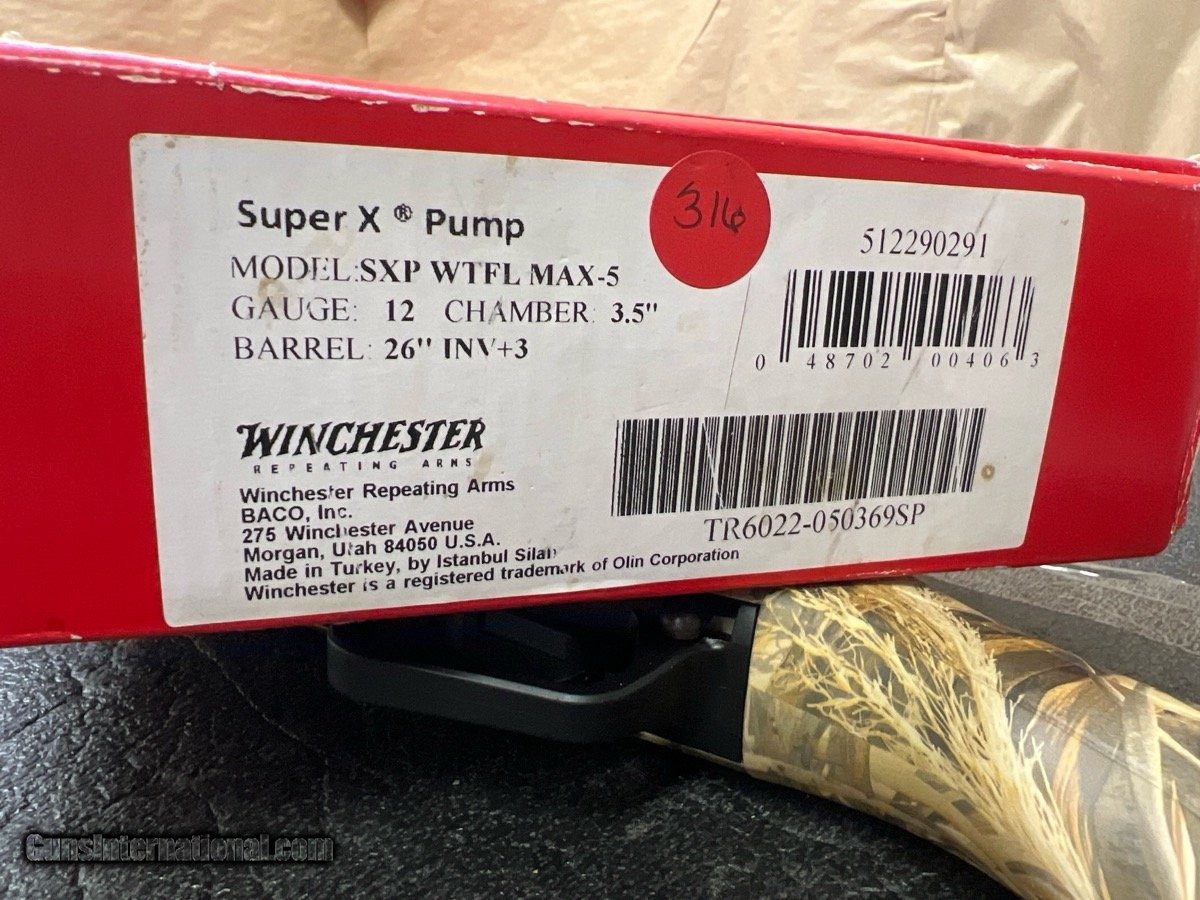 Super X ® Pump
MODEL:SXP WTFL MAX-5
GAUGE: 12 CHAMBER: 3.5"
BARREL: 26" INV+3
316
512290291
0 48702 00406 3
WINCHESTER
REPEATING ARMS
Winchester Repeating Arms
BACO, Inc.
275 Winchester Avenue
Morgan, Utah 84050 U.S.A.
Made in Turkey, by Istanbul Silah
Winchester is a registered trademark of Olin Corporation
TR6022-050369SP
GunsInternational.com